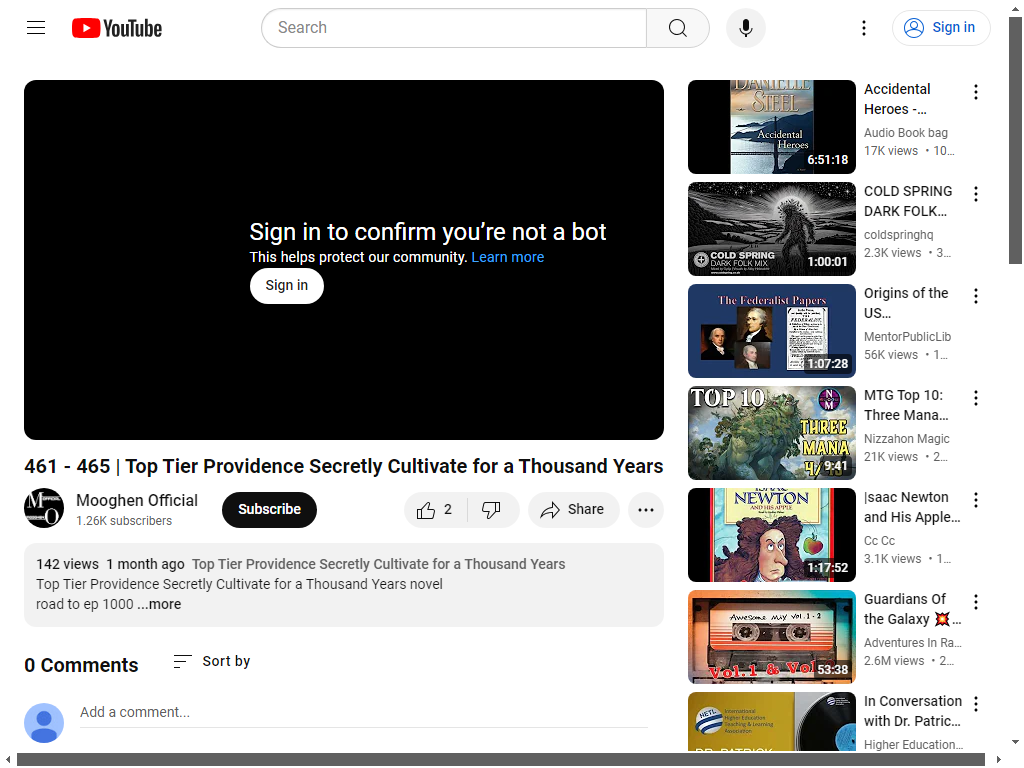 YouTube
Search
Sign in
Sign in to confirm you’re not a bot
This helps protect our community. Learn more
Sign in
461 - 465 | Top Tier Providence Secretly Cultivate for a Thousand Years
Mooghen Official
1.26K subscribers
Subscribe
2
Share
142 views 1 month ago Top Tier Providence Secretly Cultivate for a Thousand Years
Top Tier Providence Secretly Cultivate for a Thousand Years novel
road to ep 1000 ...more
0 Comments
Sort by
Add a comment...
DANIELLE
STEEL
Accidental
Heroes
6:51:18
Accidental
Heroes -...
Audio Book bag
17K views • 10...
COLD SPRING
DARK FOLK MIX
1:00:01
COLD SPRING
DARK FOLK...
coldspringhq
2.3K views • 3...
The Federalist Papers
1:07:28
Origins of the
US...
MentorPublicLib
56K views • 1...
TOP 10
THREE
MANA
4/4s
9:41
MTG Top 10:
Three Mana...
Nizzahon Magic
21K views • 2...
ISAAC
NEWTON
AND HIS APPLE
1:17:52
Isaac Newton
and His Apple...
Cc Cc
3.1K views • 1...
Awesome Mix Vol. 1 - 2
Vol.1 & Vol
53:38
Guardians Of
the Galaxy 💥...
Adventures In Ra...
2.6M views • 2...
NETL
International
Higher Education
Teaching & Learning
Association
DR. PATRICK
In Conversation
with Dr. Patric...
Higher Education...